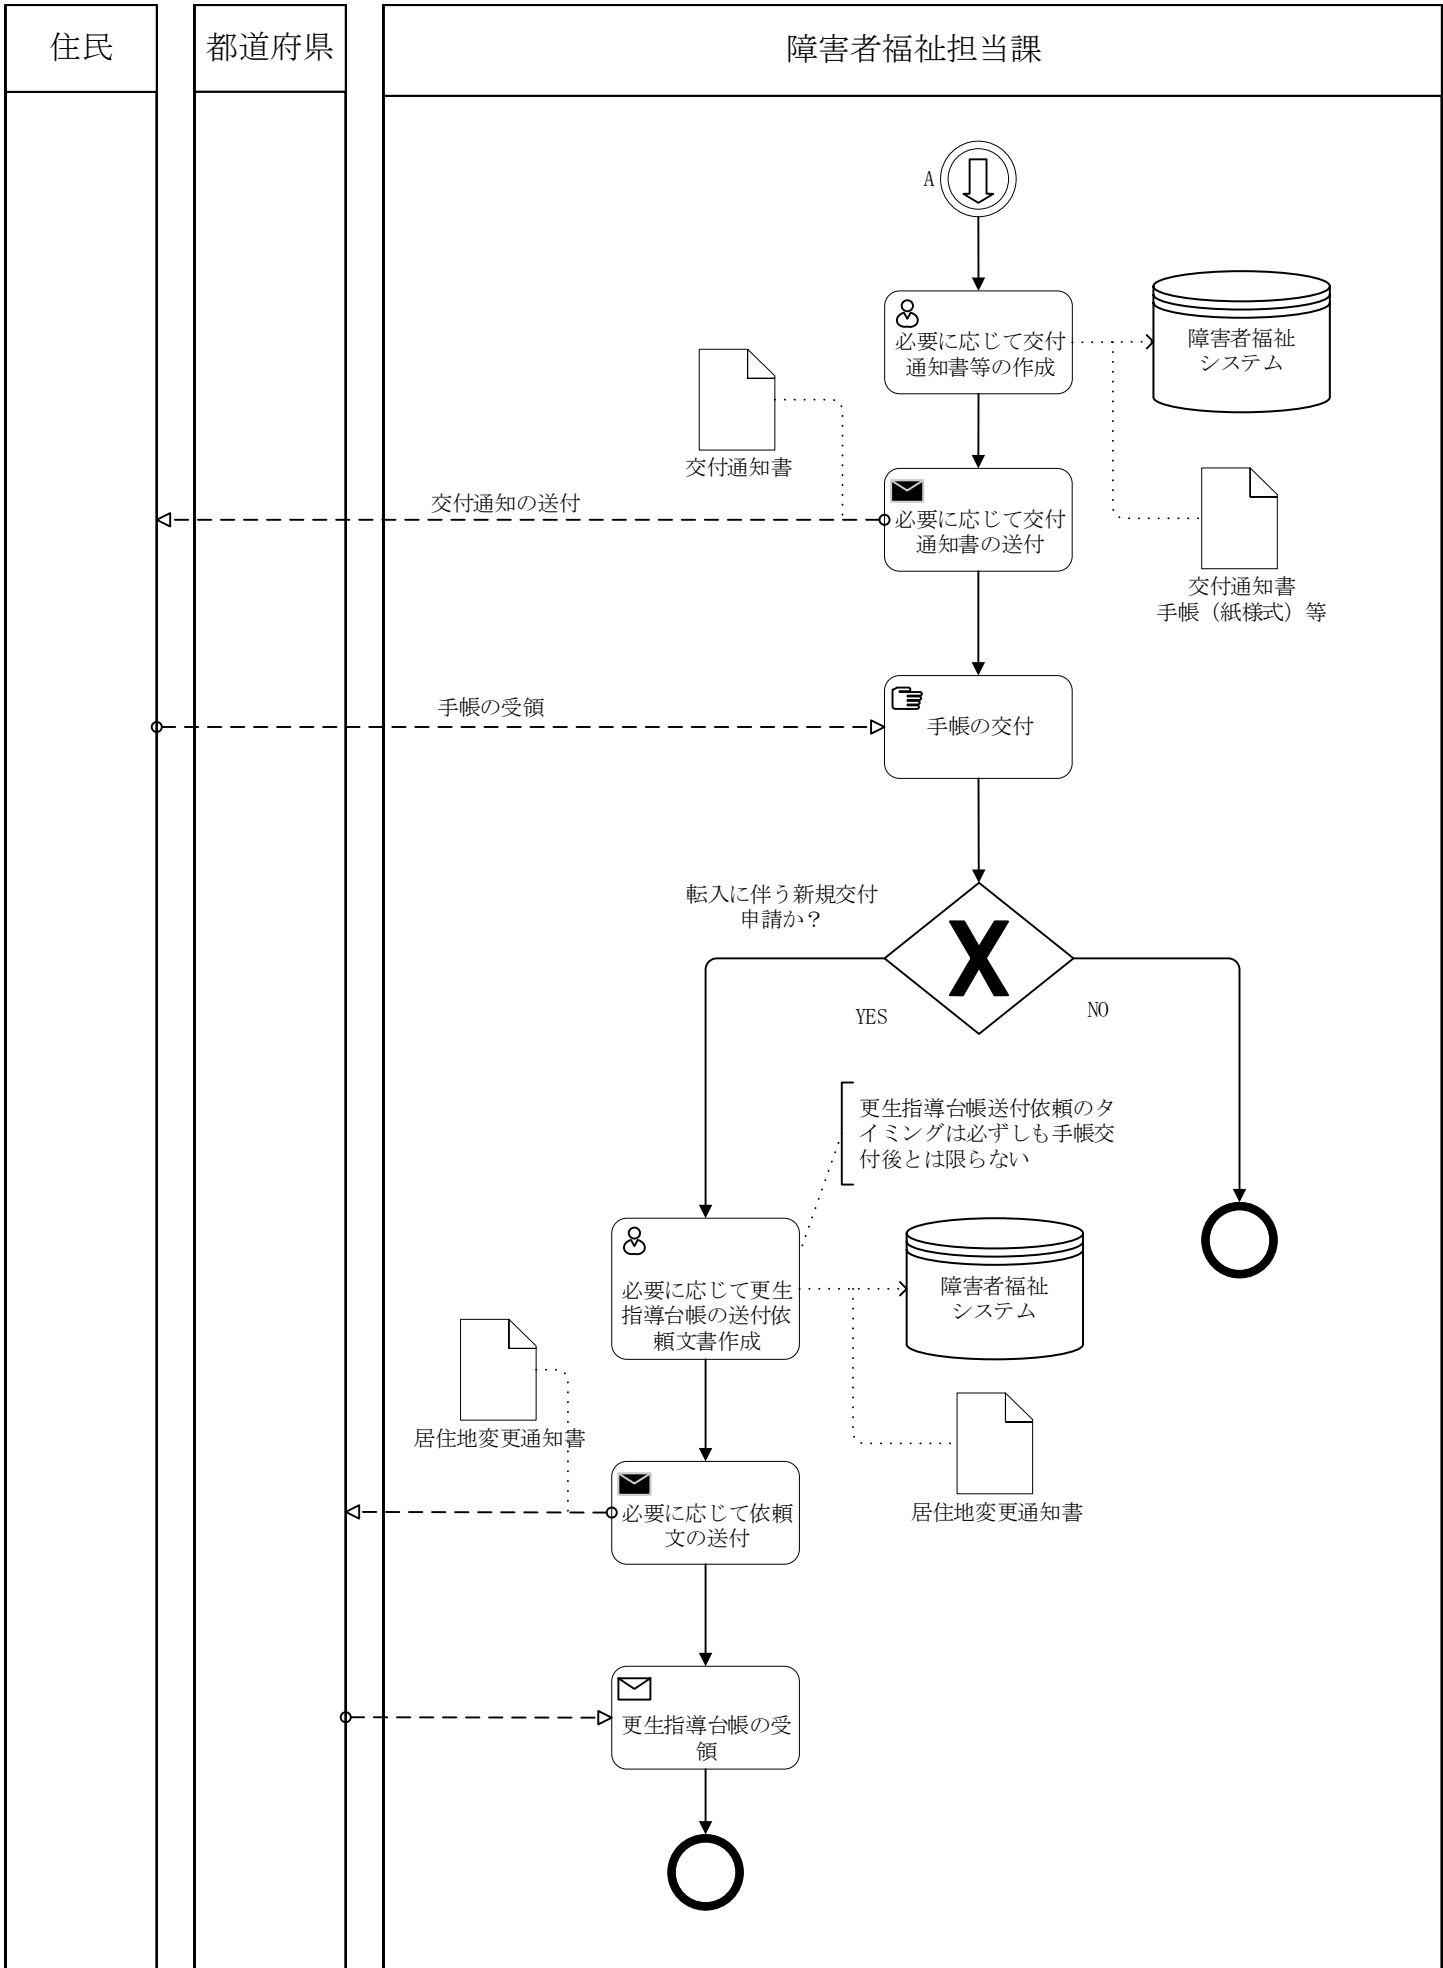 住民
都道府県
障害者福祉担当課
A
必要に応じて交付
通知書等の作成
障害者福祉
システム
交付通知書
交付通知の送付
必要に応じて交付
通知書の送付
交付通知書
手帳（紙様式）等
手帳の受領
手帳の交付
転入に伴う新規交付
申請か？
YES
NO
更生指導台帳送付依頼のタ
イミングは必ずしも手帳交
付後とは限らない
必要に応じて更生
指導台帳の送付依
頼文書作成
障害者福祉
システム
居住地変更通知書
居住地変更通知書
必要に応じて依頼
文の送付
更生指導台帳の受
領